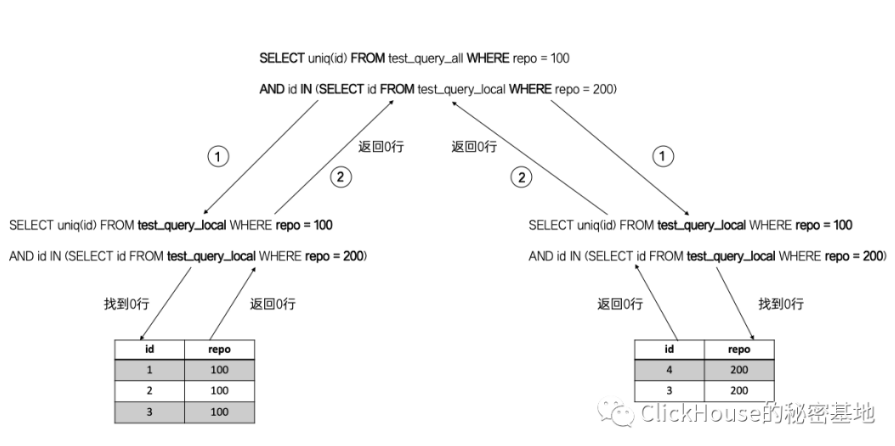 SELECT uniq(id) FROM test_query_all WHERE repo = 100
AND id IN (SELECT id FROM test_query_local WHERE repo = 200)
1
返回0行
2
返回0行
2
1
SELECT uniq(id) FROM test_query_local WHERE repo = 100
AND id IN (SELECT id FROM test_query_local WHERE repo = 200)
SELECT uniq(id) FROM test_query_local WHERE repo = 100
AND id IN (SELECT id FROM test_query_local WHERE repo = 200)
找到0行
返回0行
返回0行
找到0行
id repo
1 100
2 100
3 100
id repo
4 200
3 200
ClickHouse的秘密基地